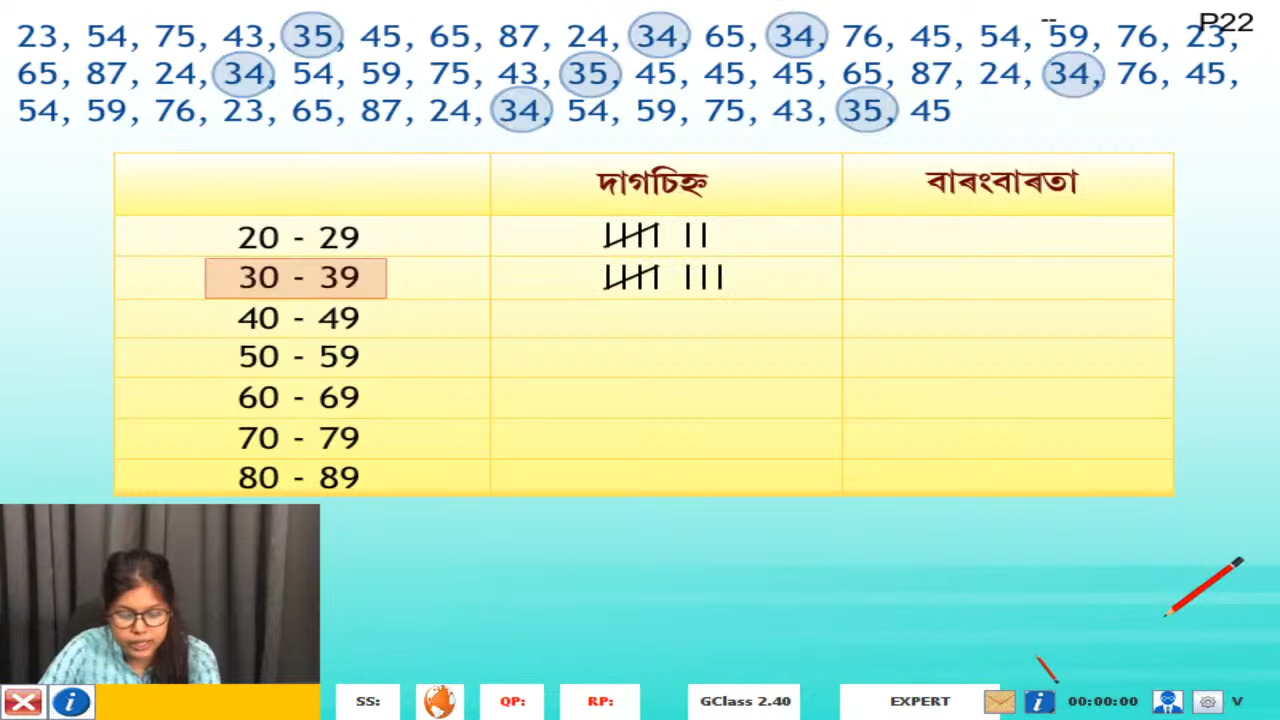 P22
23, 54, 75, 43, 35, 45, 65, 87, 24, 34, 65, 34, 76, 45, 54, 59, 76, 23,
65, 87, 24, 34, 54, 59, 75, 43, 35, 45, 45, 45, 65, 87, 24, 34, 76, 45,
54, 59, 76, 23, 65, 87, 24, 34, 54, 59, 75, 43, 35, 45
দাগচিহ্ন বাৰংবাৰতা
20 - 29
30 - 39
40 - 49
50 - 59
60 - 69
70 - 79
80 - 89
SS: QP: RP: GClass 2.40 EXPERT 00:00:00 V